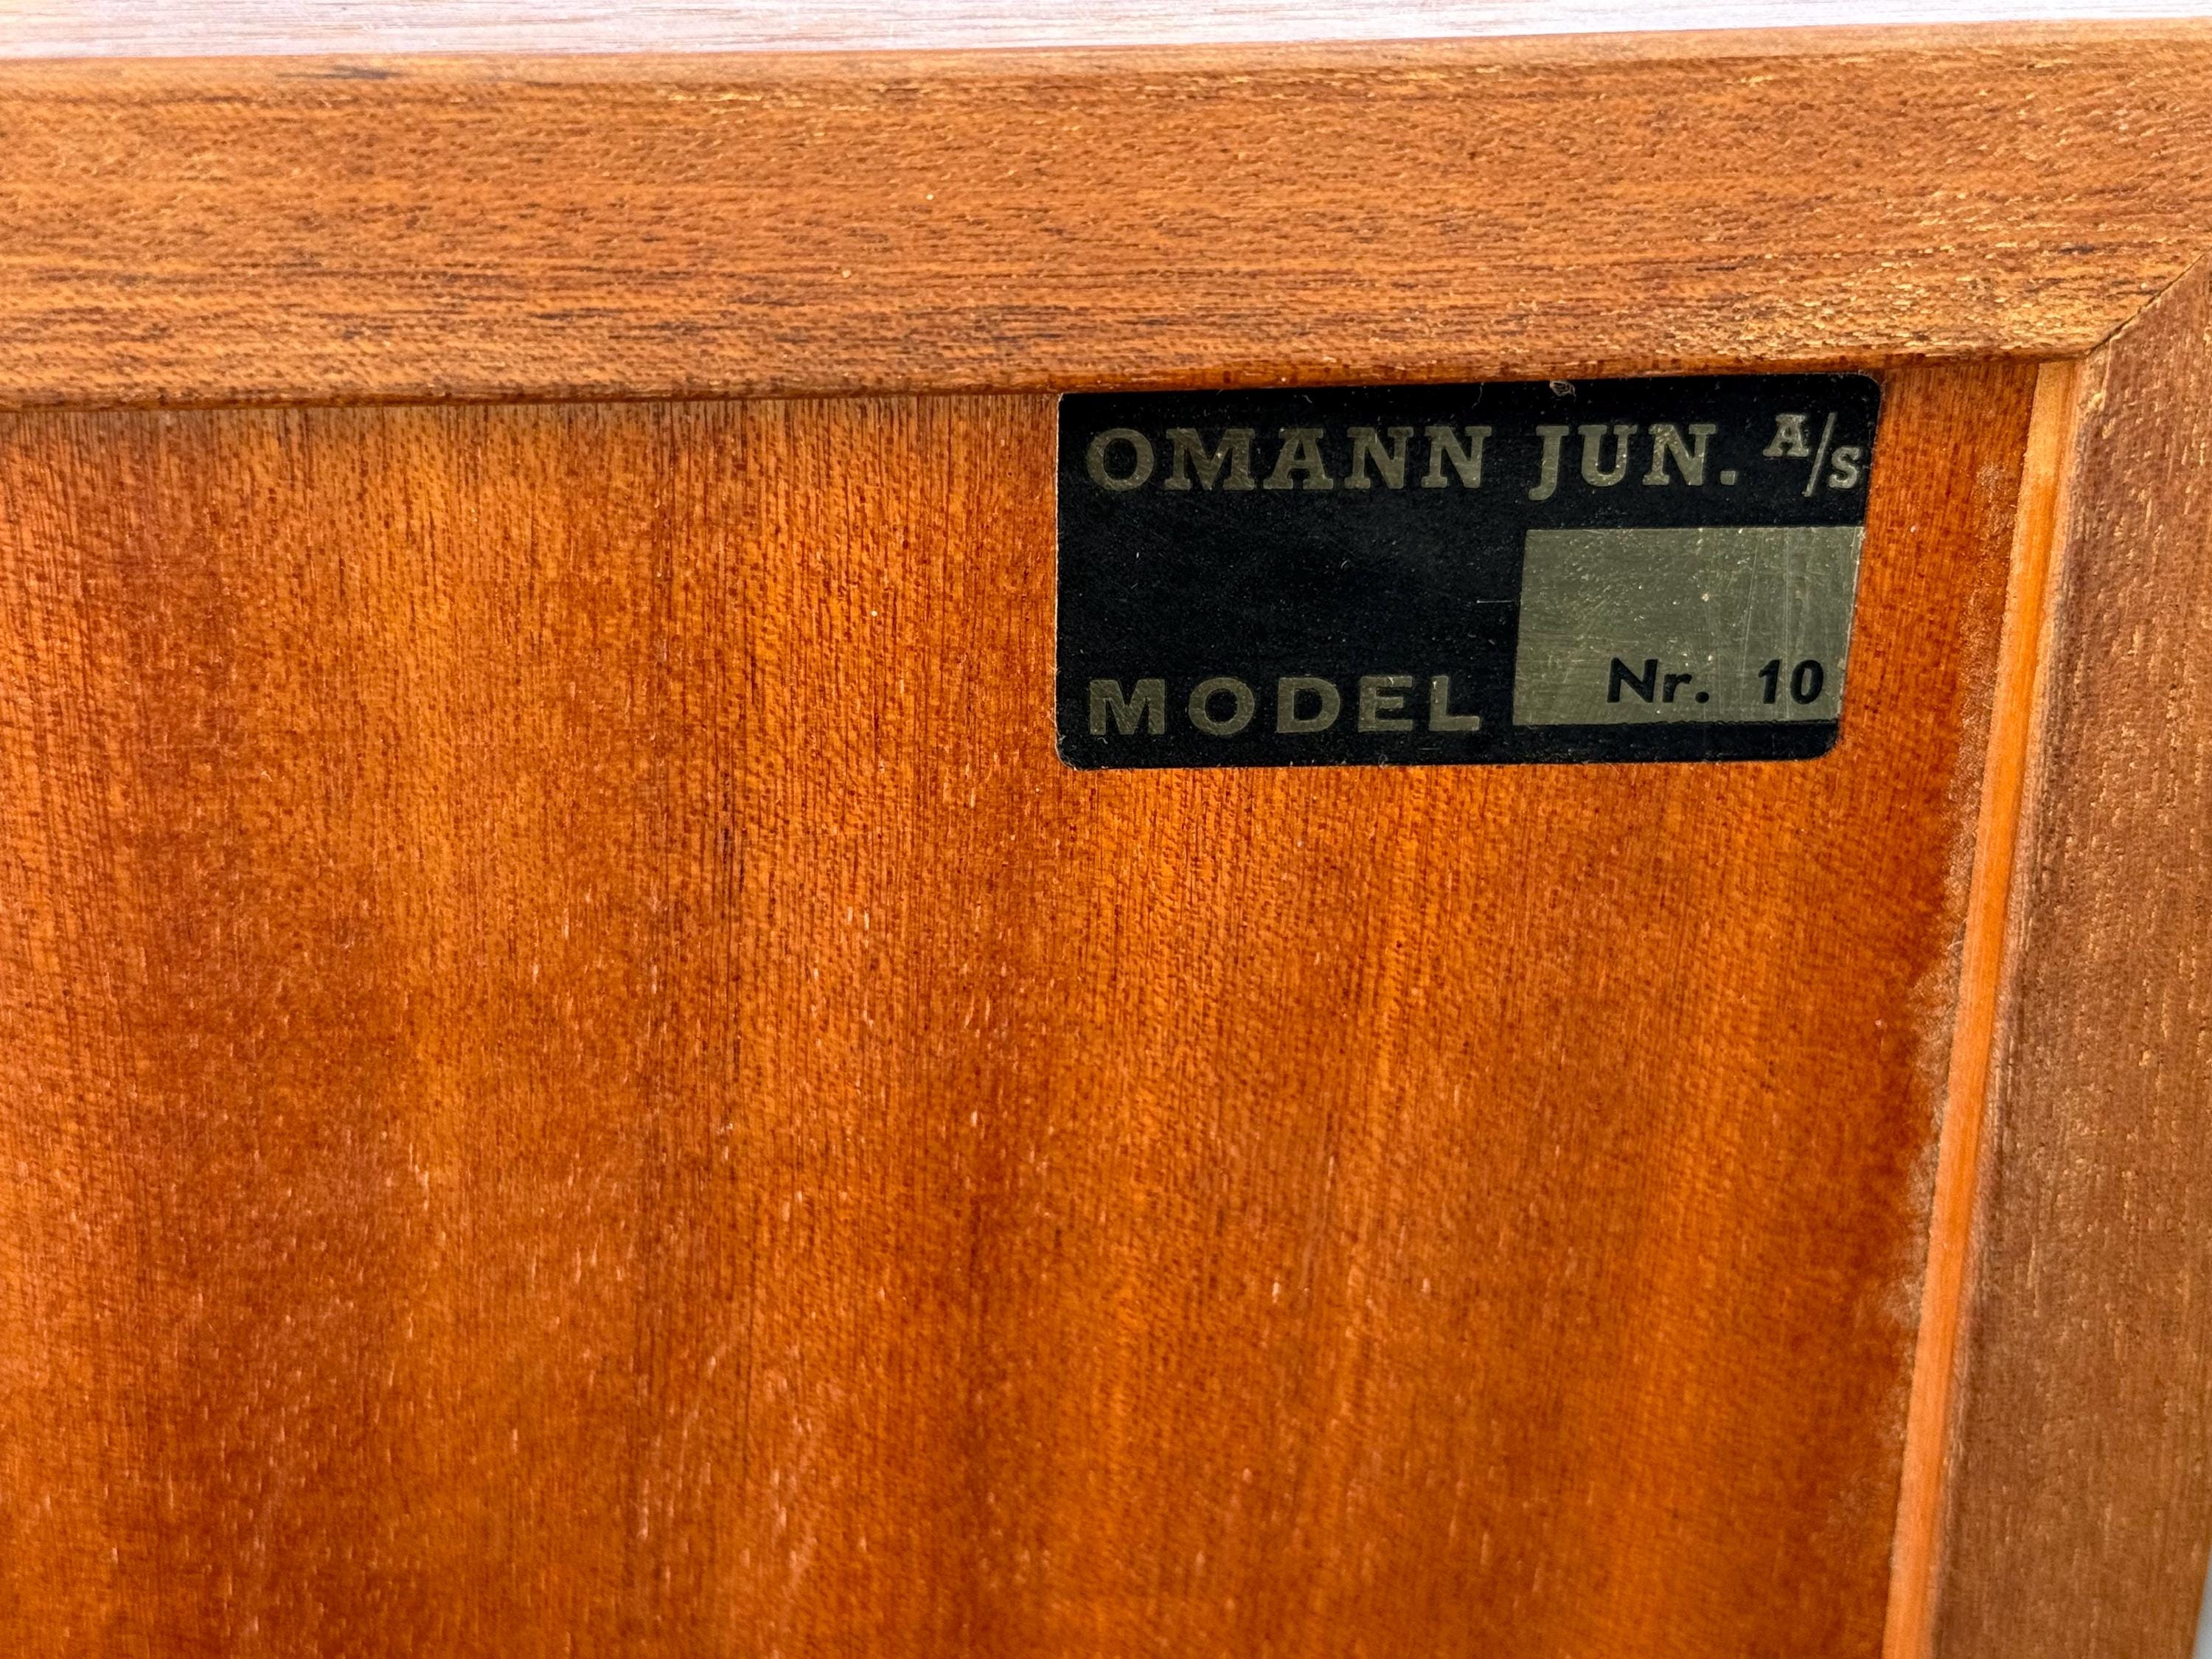 OMANN JUN. A/S
MODEL Nr. 10